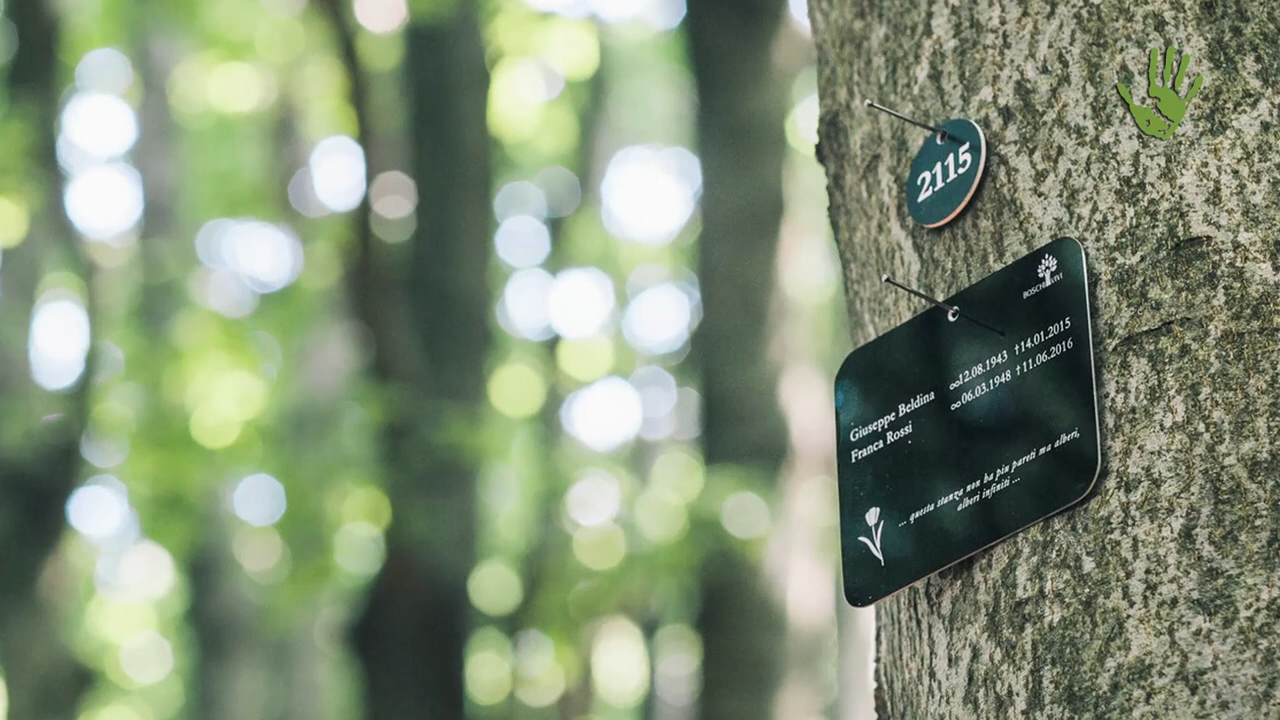 2115
BOSCHI VIVI
Giuseppe Beldina ∞12.08.1943 †14.01.2015
Franca Rossi ∞06.03.1948 †11.06.2016
... questa stanza non ha piu pareti ma alberi,
alberi infiniti ...